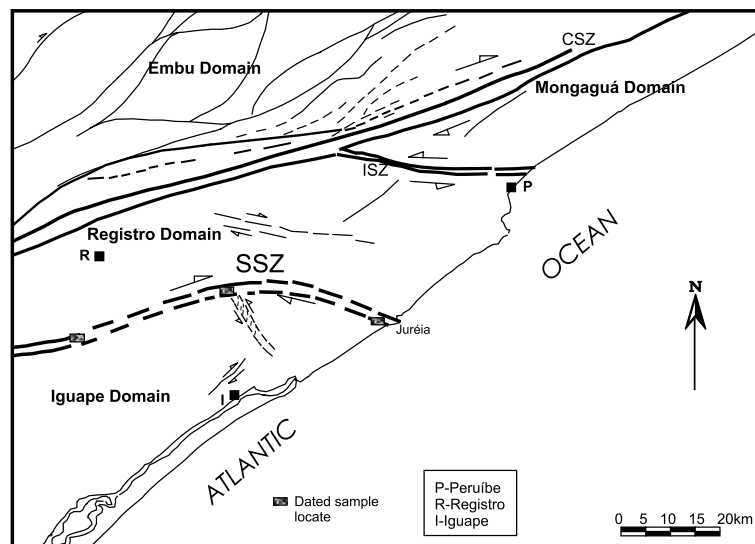 CSZ
Embu Domain
Mongaguá Domain
ISZ
P
Registro Domain
R
OCEAN
SSZ
N
Juréia
Iguape Domain
I
ATLANTIC
Dated sample
locate
P-Peruíbe
R-Registro
I-Iguape
0 5 10 15 20km